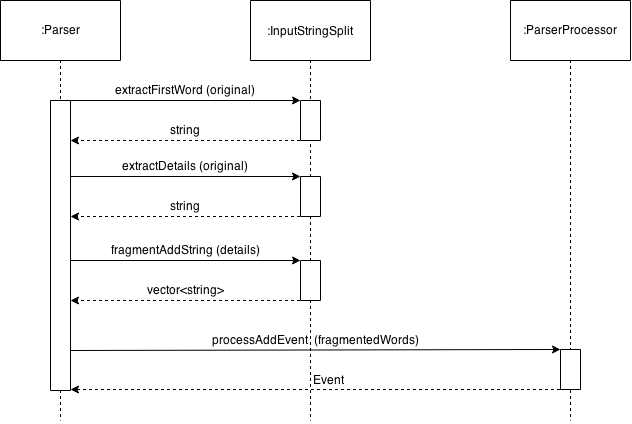 :Parser
:InputStringSplit
:ParserProcessor
extractFirstWord (original)
string
extractDetails (original)
string
fragmentAddString (details)
vector<string>
processAddEvent (fragmentedWords)
Event